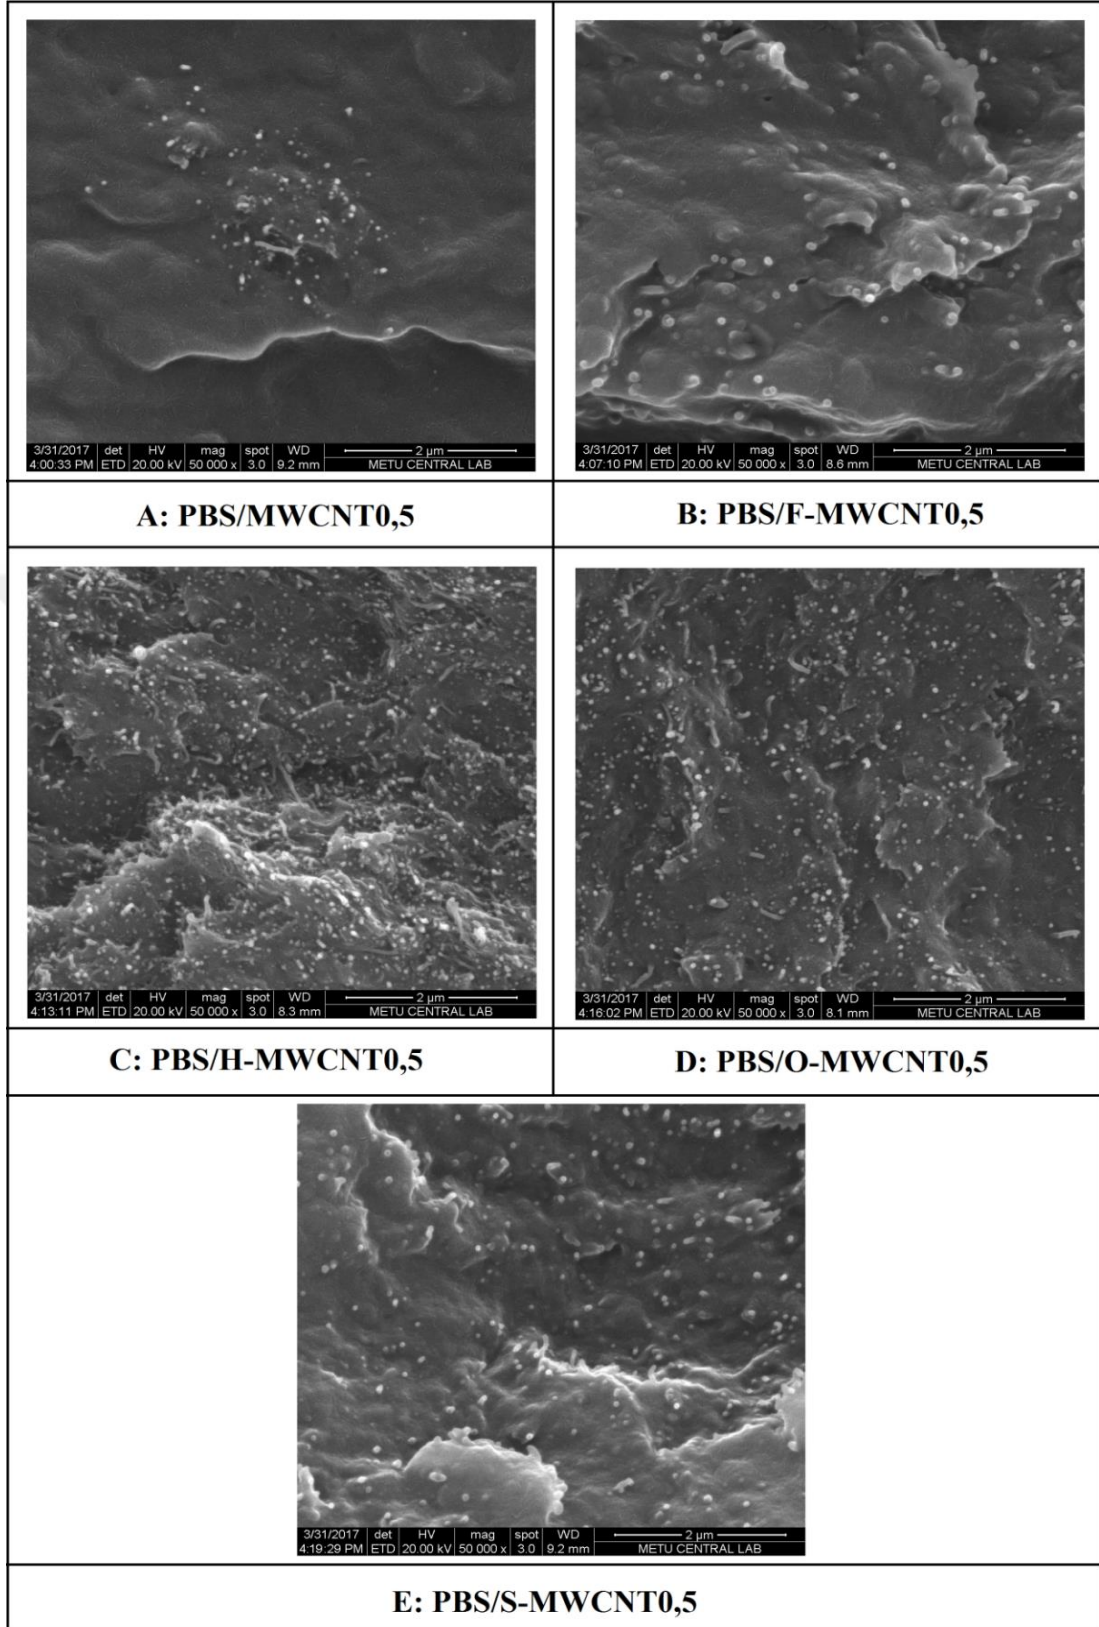 3/31/2017 det HV mag spot WD 2 µm
4:00:33 PM ETD 20.00 kV 50 000 x 3.0 9.2 mm METU CENTRAL LAB
3/31/2017 det HV mag spot WD 2 µm
4:07:10 PM ETD 20.00 kV 50 000 x 3.0 8.6 mm METU CENTRAL LAB
A: PBS/MWCNT0,5
B: PBS/F-MWCNT0,5
3/31/2017 det HV mag spot WD 2 µm
4:13:11 PM ETD 20.00 kV 50 000 x 3.0 8.3 mm METU CENTRAL LAB
3/31/2017 det HV mag spot WD 2 µm
4:16:02 PM ETD 20.00 kV 50 000 x 3.0 8.1 mm METU CENTRAL LAB
C: PBS/H-MWCNT0,5
D: PBS/O-MWCNT0,5
3/31/2017 det HV mag spot WD 2 µm
4:19:29 PM ETD 20.00 kV 50 000 x 3.0 9.2 mm METU CENTRAL LAB
E: PBS/S-MWCNT0,5